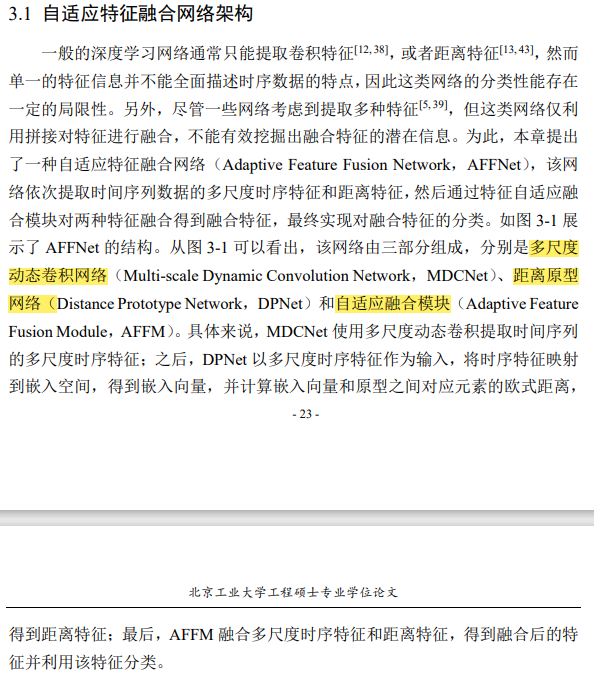 3.1 自适应特征融合网络架构
一般的深度学习网络通常只能提取卷积特征[12,38]，或者距离特征[13,43]，然而
单一的特征信息并不能全面描述时序数据的特点，因此这类网络的分类性能存在
一定的局限性。另外，尽管一些网络考虑到提取多种特征[5,39]，但这类网络仅利
用拼接对特征进行融合，不能有效挖掘出融合特征的潜在信息。为此，本章提出
了一种自适应特征融合网络（Adaptive Feature Fusion Network，AFFNet），该网
络依次提取时间序列数据的多尺度时序特征和距离特征，然后通过特征自适应融
合模块对两种特征融合得到融合特征，最终实现对融合特征的分类。如图 3-1 展
示了 AFFNet 的结构。从图 3-1 可以看出，该网络由三部分组成，分别是多尺度
动态卷积网络（Multi-scale Dynamic Convolution Network，MDCNet）、距离原型
网络（Distance Prototype Network，DPNet）和自适应融合模块（Adaptive Feature
Fusion Module，AFFM）。具体来说，MDCNet 使用多尺度动态卷积提取时间序列
的多尺度时序特征；之后，DPNet 以多尺度时序特征作为输入，将时序特征映射
到嵌入空间，得到嵌入向量，并计算嵌入向量和原型之间对应元素的欧式距离，
- 23 -
北京工业大学工程硕士专业学位论文
得到距离特征；最后，AFFM 融合多尺度时序特征和距离特征，得到融合后的特
征并利用该特征分类。